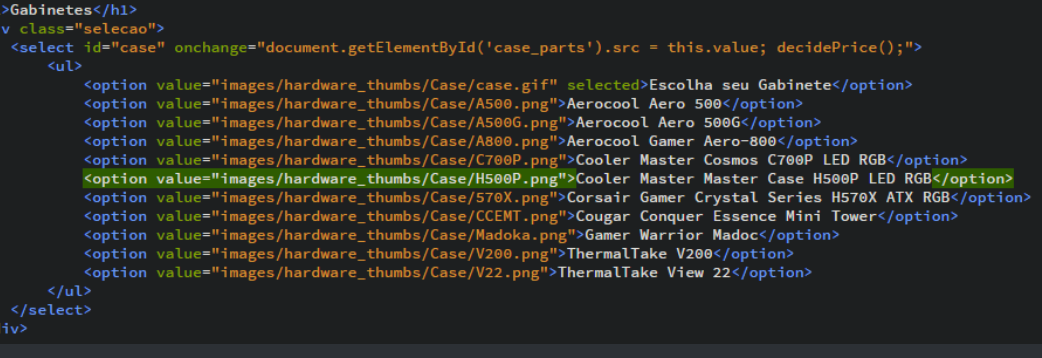 >Gabinetes</h1>
v class="selecao">
<select id="case" onchange="document.getElementById('case_parts').src = this.value; decidePrice();">
<ul>
<option value="images/hardware_thumbs/Case/case.gif" selected>Escolha seu Gabinete</option>
<option value="images/hardware_thumbs/Case/A500.png">Aerocool Aero 500</option>
<option value="images/hardware_thumbs/Case/A500G.png">Aerocool Aero 500G</option>
<option value="images/hardware_thumbs/Case/A800.png">Aerocool Gamer Aero-800</option>
<option value="images/hardware_thumbs/Case/C700P.png">Cooler Master Cosmos C700P LED RGB</option>
<option value="images/hardware_thumbs/Case/H500P.png">Cooler Master Master Case H500P LED RGB</option>
<option value="images/hardware_thumbs/Case/570X.png">Corsair Gamer Crystal Series H570X ATX RGB</option>
<option value="images/hardware_thumbs/Case/CCEMT.png">Cougar Conquer Essence Mini Tower</option>
<option value="images/hardware_thumbs/Case/Madoka.png">Gamer Warrior Madoc</option>
<option value="images/hardware_thumbs/Case/V200.png">ThermalTake V200</option>
<option value="images/hardware_thumbs/Case/V22.png">ThermalTake View 22</option>
</ul>
</select>
iv>